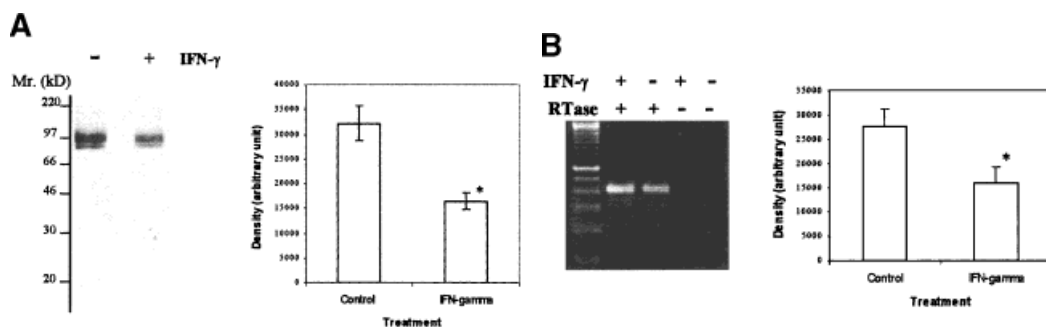 A
- + IFN-γ
Mr. (kD)
220
97
66
46
30
20
40000
35000
30000
25000
20000
15000
10000
5000
0
Density (arbitrary unit)
*
Control IFN-gamma
Treatment
B
IFN-γ + - + -
RTase + + - -
35000
30000
25000
20000
15000
10000
5000
0
Density (arbitrary unit)
*
Control IFN-gamma
Treatment